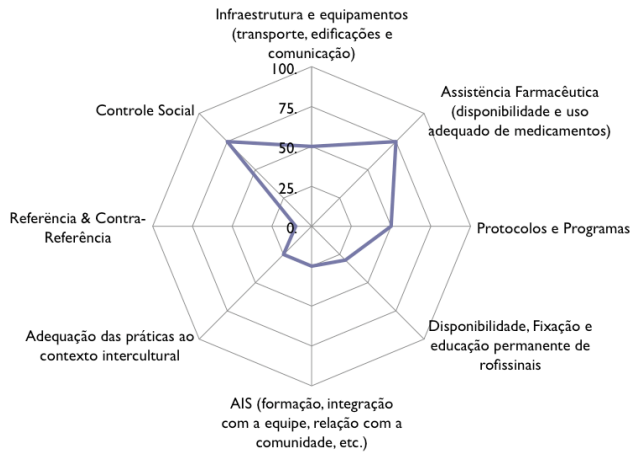 Infraestrutura e equipamentos
(transporte, edificações e
comunicação)
100.
75.
50.
25.
0.
Assistëncia Farmacêutica
(disponibilidade e uso
adequado de medicamentos)
Protocolos e Programas
Disponibilidade, Fixação e
educação permanente de
rofissinais
AIS (formação, integração
com a equipe, relação com a
comunidade, etc.)
Adequação das práticas ao
contexto intercultural
Referëncia & Contra-
Referência
Controle Social